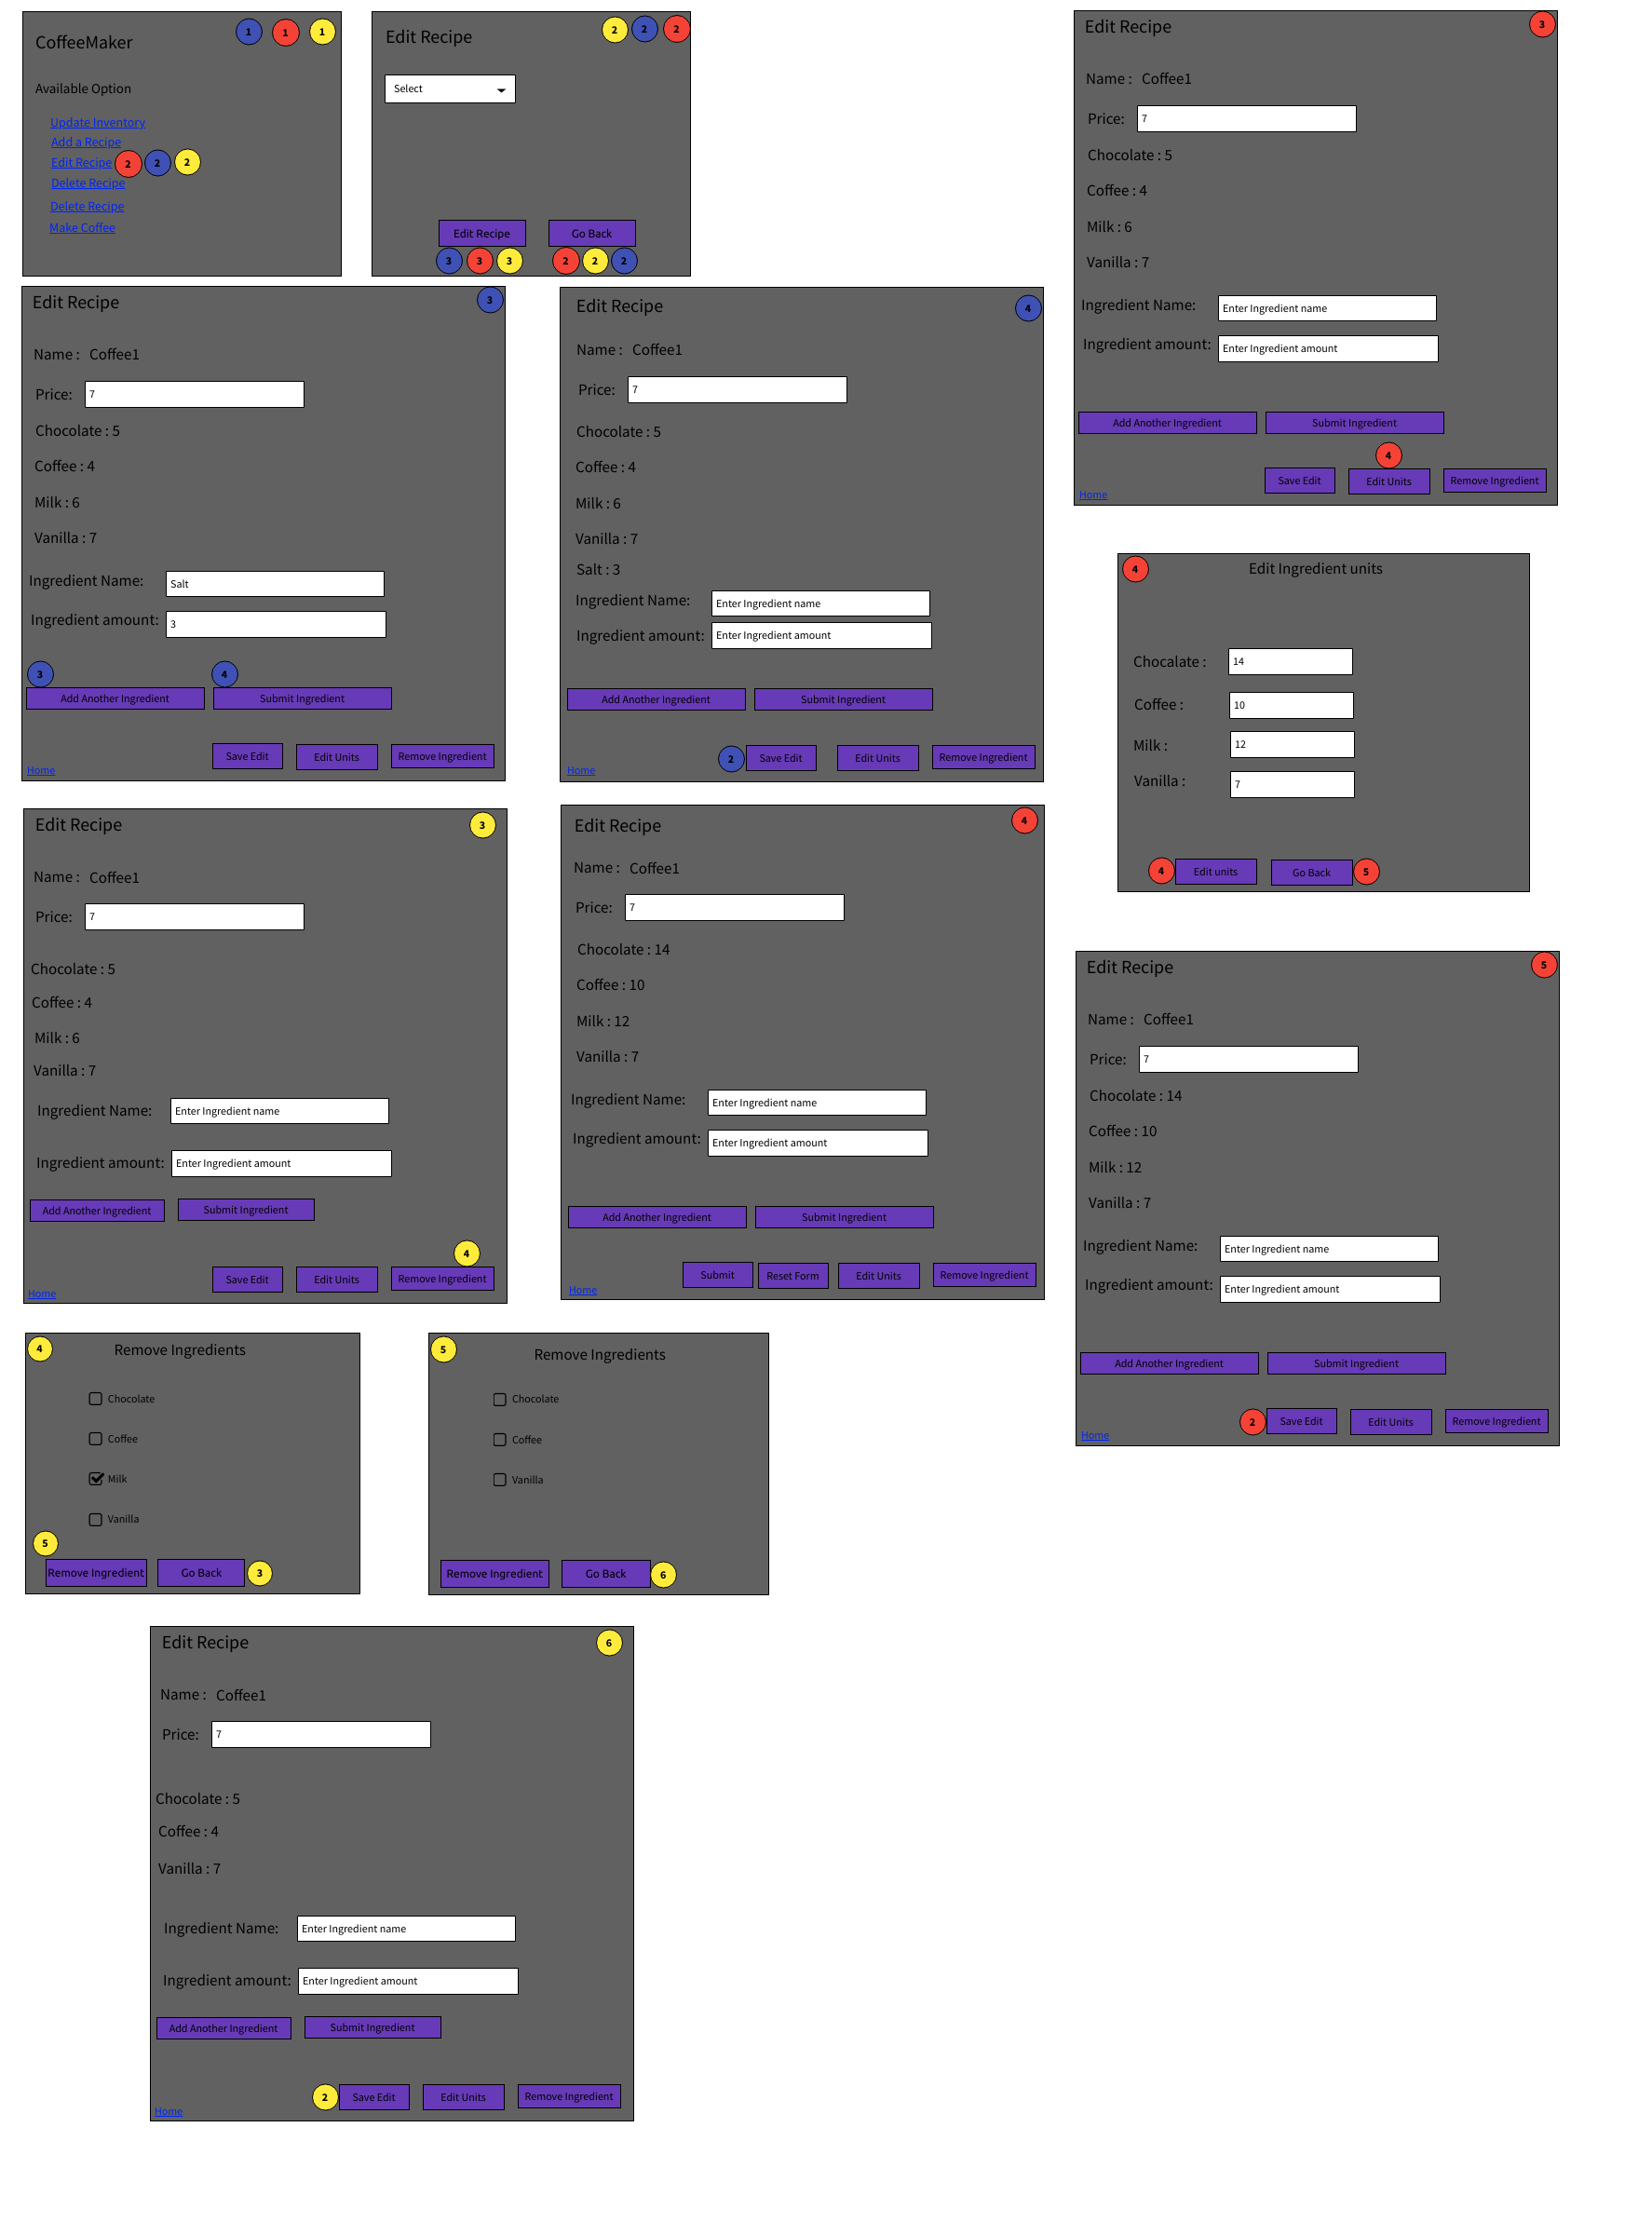 CoffeeMaker
1 1 1
Available Option
Update Inventory
Add a Recipe
Edit Recipe 2 2 2
Delete Recipe
Delete Recipe
Make Coffee
Edit Recipe
2 2 2
Select
Edit Recipe Go Back
3 3 3 2 2 2
Edit Recipe
3
Name : Coffee1
Price: 7
Chocolate : 5
Coffee : 4
Milk : 6
Vanilla : 7
Ingredient Name: Enter Ingredient name
Ingredient amount: Enter Ingredient amount
Add Another Ingredient Submit Ingredient
4
Save Edit Edit Units Remove Ingredient
Home
Edit Recipe
3
Name : Coffee1
Price: 7
Chocolate : 5
Coffee : 4
Milk : 6
Vanilla : 7
Ingredient Name: Salt
Ingredient amount: 3
3 4
Add Another Ingredient Submit Ingredient
Save Edit Edit Units Remove Ingredient
Home
Edit Recipe
4
Name : Coffee1
Price: 7
Chocolate : 5
Coffee : 4
Milk : 6
Vanilla : 7
Salt : 3
Ingredient Name: Enter Ingredient name
Ingredient amount: Enter Ingredient amount
Add Another Ingredient Submit Ingredient
2 Save Edit Edit Units Remove Ingredient
Home
4 Edit Ingredient units
Chocalate : 14
Coffee : 10
Milk : 12
Vanilla : 7
4 Edit units Go Back 5
Edit Recipe
3
Name : Coffee1
Price: 7
Chocolate : 5
Coffee : 4
Milk : 6
Vanilla : 7
Ingredient Name: Enter Ingredient name
Ingredient amount: Enter Ingredient amount
Add Another Ingredient Submit Ingredient
4
Save Edit Edit Units Remove Ingredient
Home
Edit Recipe
4
Name : Coffee1
Price: 7
Chocolate : 14
Coffee : 10
Milk : 12
Vanilla : 7
Ingredient Name: Enter Ingredient name
Ingredient amount: Enter Ingredient amount
Add Another Ingredient Submit Ingredient
Submit Reset Form Edit Units Remove Ingredient
Home
Edit Recipe
5
Name : Coffee1
Price: 7
Chocolate : 14
Coffee : 10
Milk : 12
Vanilla : 7
Ingredient Name: Enter Ingredient name
Ingredient amount: Enter Ingredient amount
Add Another Ingredient Submit Ingredient
2 Save Edit Edit Units Remove Ingredient
Home
4 Remove Ingredients
Chocolate
Coffee
Milk
Vanilla
5
Remove Ingredient Go Back 3
5 Remove Ingredients
Chocolate
Coffee
Vanilla
Remove Ingredient Go Back 6
Edit Recipe
6
Name : Coffee1
Price: 7
Chocolate : 5
Coffee : 4
Vanilla : 7
Ingredient Name: Enter Ingredient name
Ingredient amount: Enter Ingredient amount
Add Another Ingredient Submit Ingredient
2 Save Edit Edit Units Remove Ingredient
Home